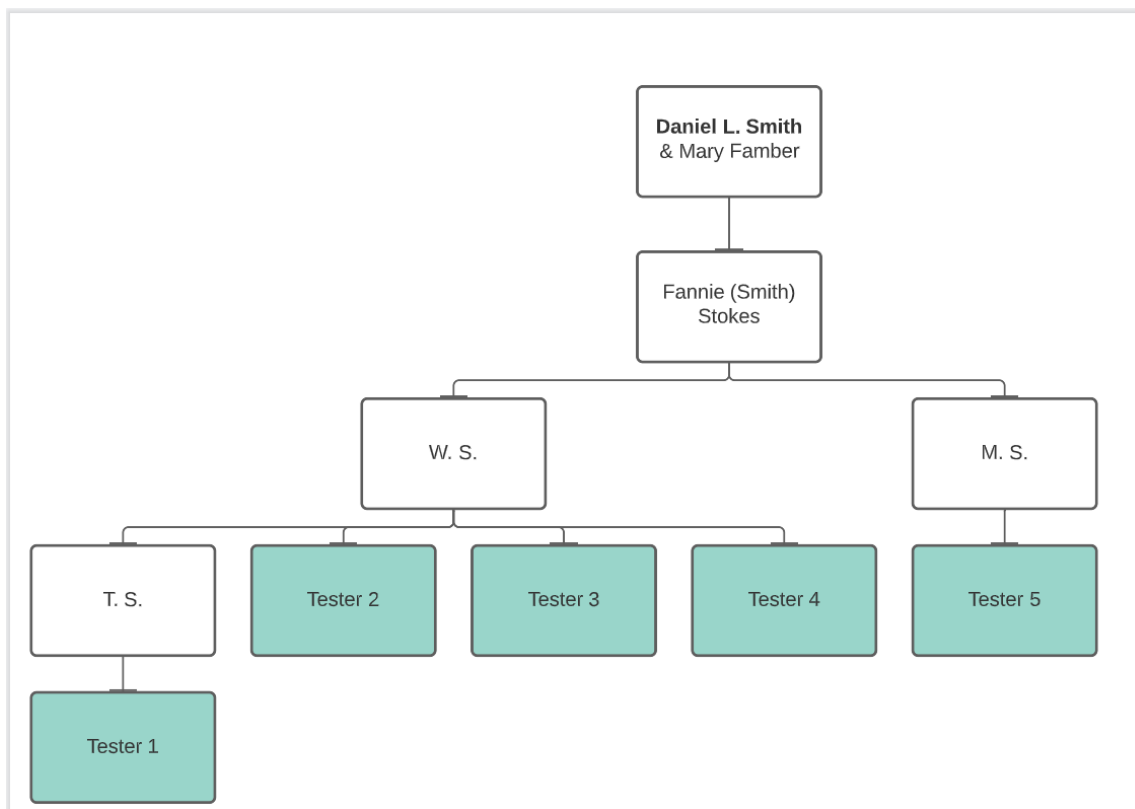 Daniel L. Smith
& Mary Famber
Fannie (Smith)
Stokes
W. S.
M. S.
T. S.
Tester 2
Tester 3
Tester 4
Tester 5
Tester 1